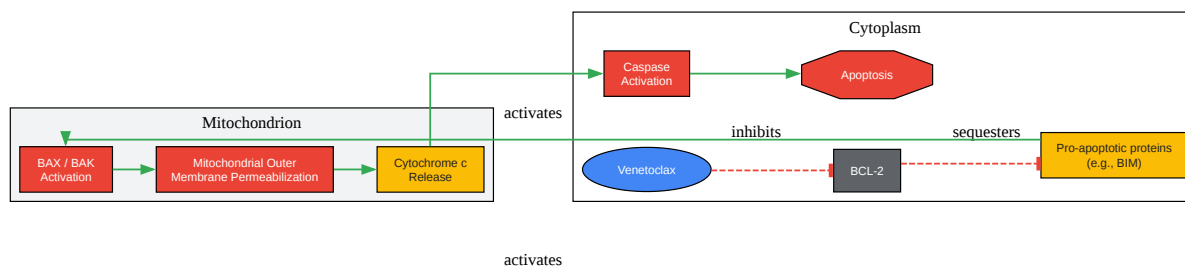 Cytoplasm
Caspase
Activation
Apoptosis
activates
Mitochondrion
inhibits
sequesters
BAX / BAK
Activation
Mitochondrial Outer
Membrane Permeabilization
Cytochrome c
Release
Venetoclax
BCL-2
Pro-apoptotic proteins
(e.g., BIM)
activates